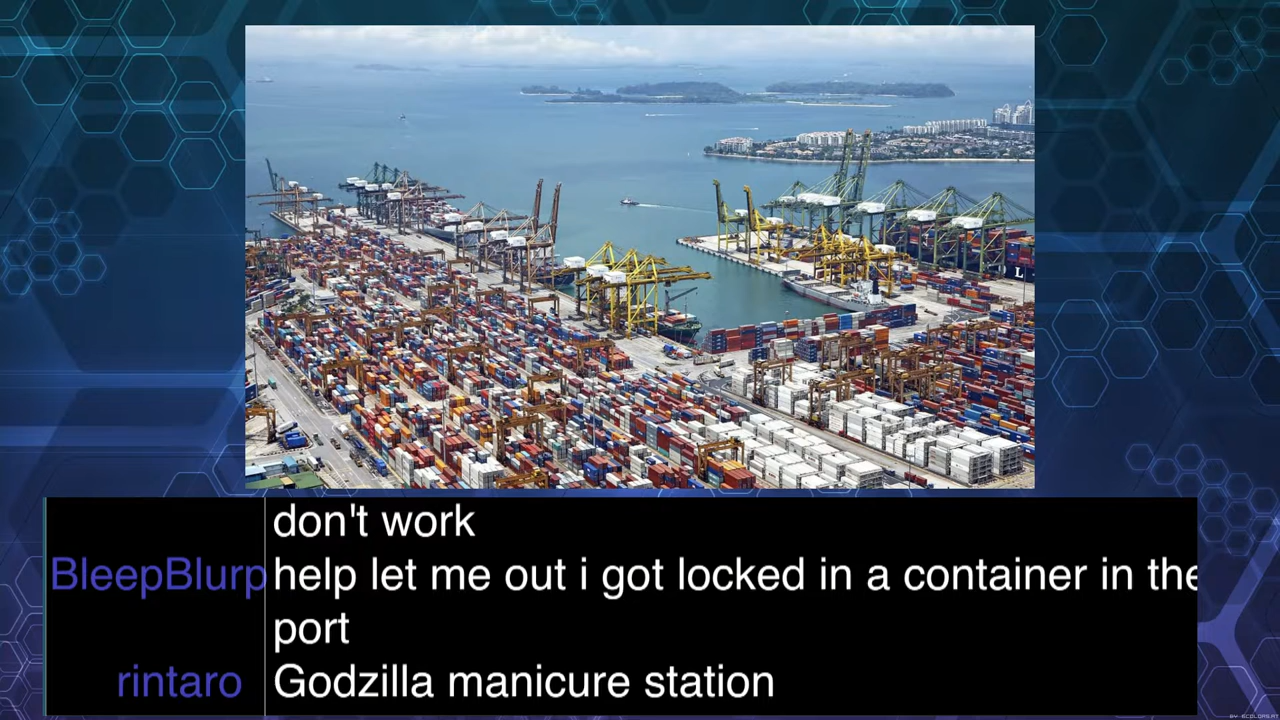 don't work
BleepBlurp help let me out i got locked in a container in the
port
rintaro Godzilla manicure station
L